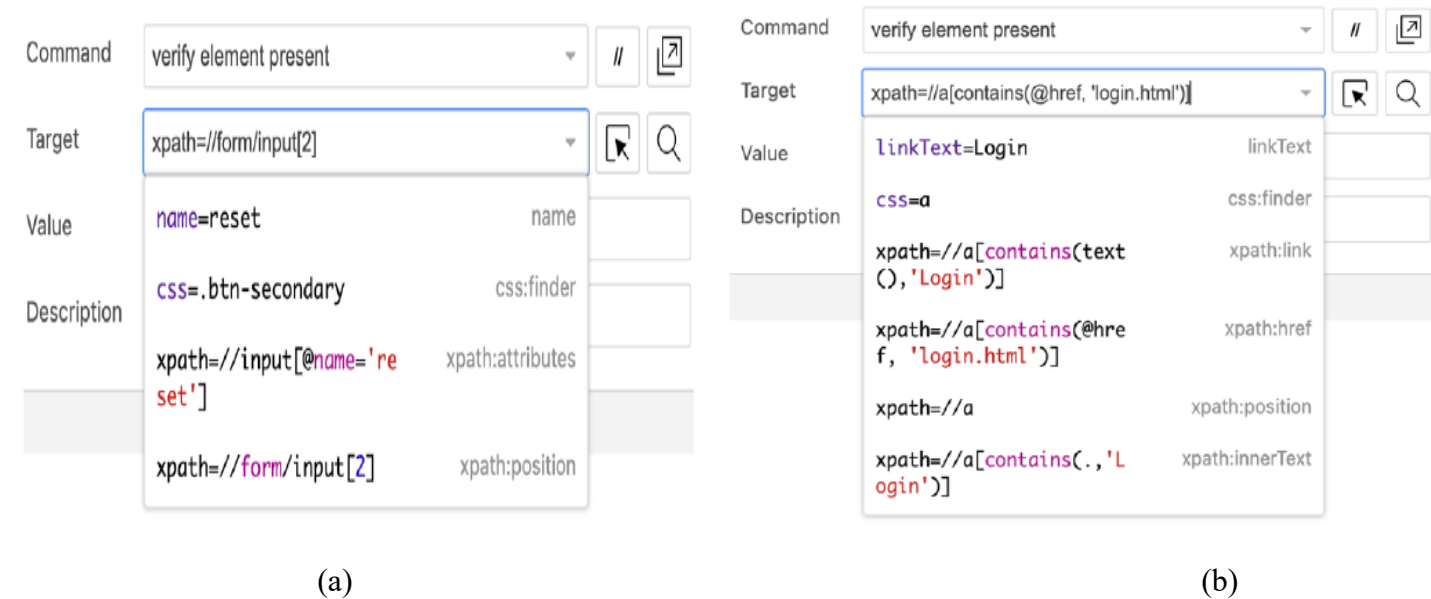 Command
verify element present
//
Target
xpath=//form/input[2]
Value
name=reset name
css=.btn-secondary css:finder
Description
xpath=//input[@name='re xpath:attributes
set']
xpath=//form/input[2] xpath:position
(a)
Command
verify element present
//
Target
xpath=//a[contains(@href, 'login.html')]
Value
linkText=Login linkText
css=a css:finder
Description
xpath=//a[contains(text xpath:link
(),'Login')]
xpath=//a[contains(@hre xpath:href
f, 'login.html')]
xpath=//a xpath:position
xpath=//a[contains(.,'L xpath:innerText
ogin')]
(b)